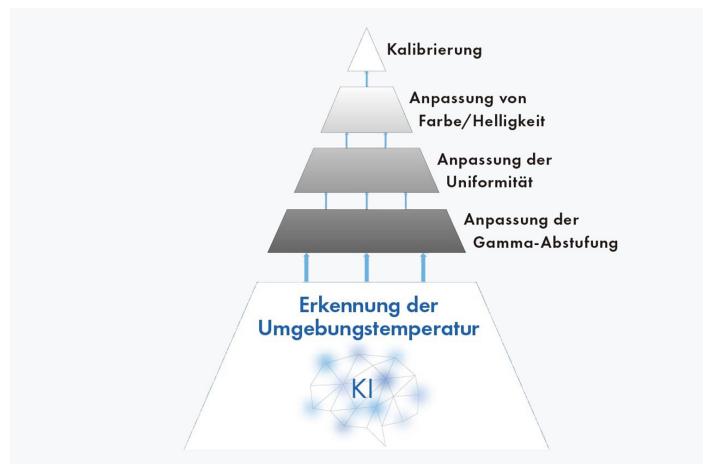 Kalibrierung
Anpassung von
Farbe/Helligkeit
Anpassung der
Uniformität
Anpassung der
Gamma-Abstufung
Erkennung der
Umgebungstemperatur
KI